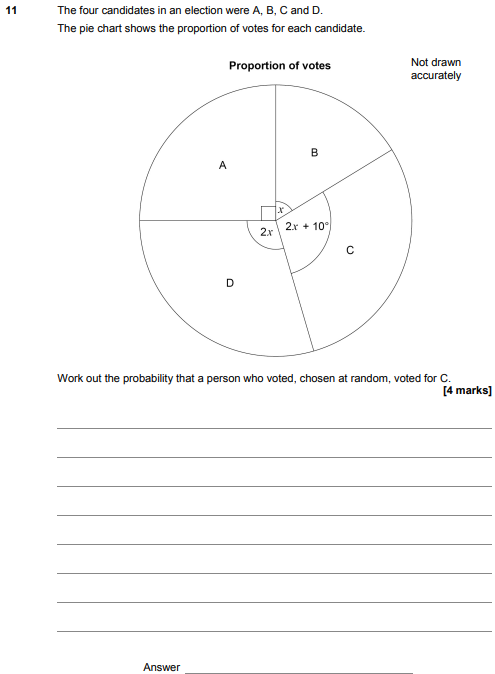 11 The four candidates in an election were A, B, C and D.
The pie chart shows the proportion of votes for each candidate.
Proportion of votes
Not drawn
accurately
A
B
x
2x
2x + 10°
C
D
Work out the probability that a person who voted, chosen at random, voted for C.
[4 marks]
Answer